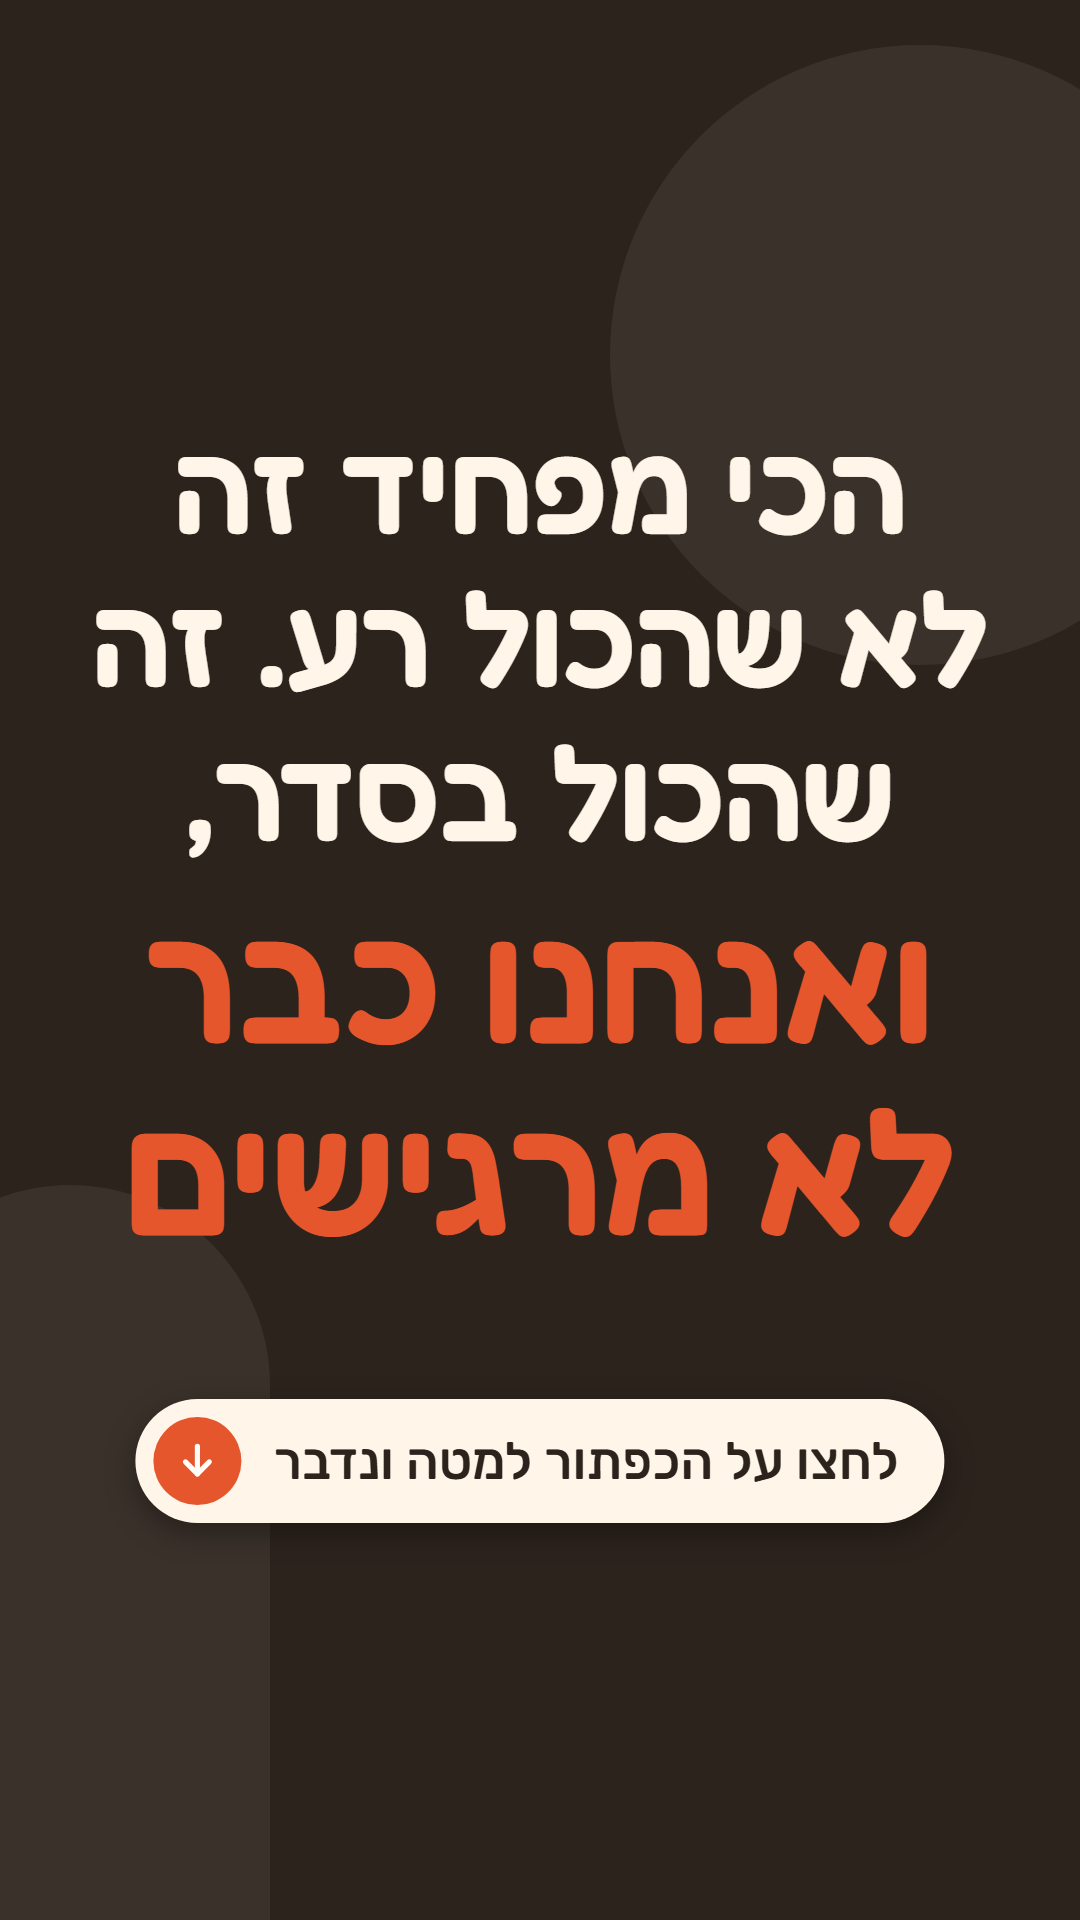 הכי מפחיד זה
לא שהכול רע. זה
שהכול בסדר,
ואנחנו כבר
לא מרגישים
לחצו על הכפתור למטה ונדבר